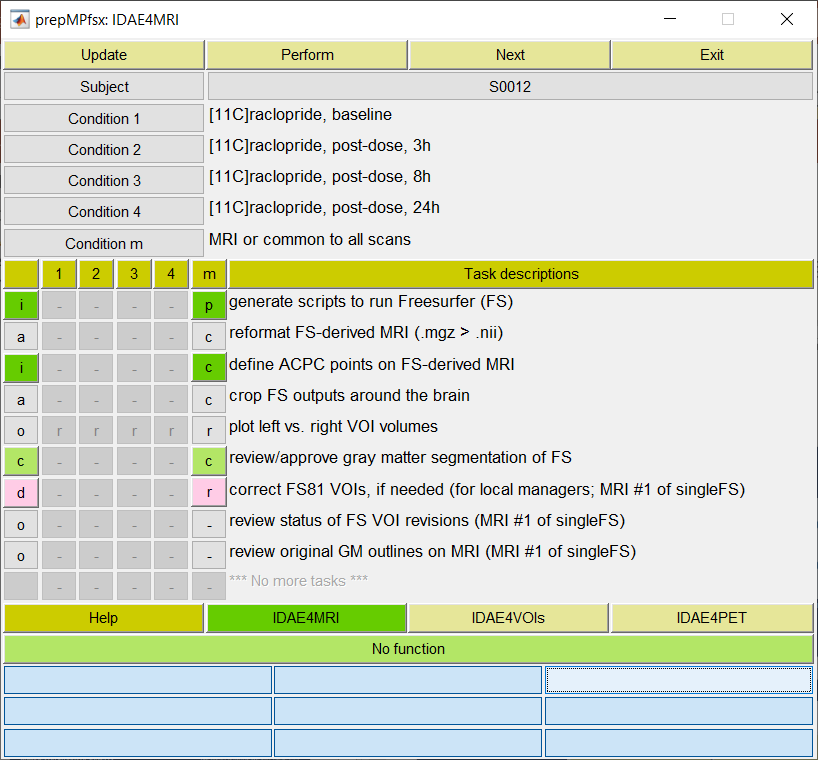 prepMPfsx: IDAE4MRI
Update Perform Next Exit
Subject S0012
Condition 1 [11C]raclopride, baseline
Condition 2 [11C]raclopride, post-dose, 3h
Condition 3 [11C]raclopride, post-dose, 8h
Condition 4 [11C]raclopride, post-dose, 24h
Condition m MRI or common to all scans
1 2 3 4 m Task descriptions
i - - - - p generate scripts to run Freesurfer (FS)
a - - - - c reformat FS-derived MRI (.mgz > .nii)
i - - - - c define ACPC points on FS-derived MRI
a - - - - c crop FS outputs around the brain
o r r r r r plot left vs. right VOI volumes
c - - - - c review/approve gray matter segmentation of FS
d - - - - r correct FS81 VOIs, if needed (for local managers; MRI #1 of singleFS)
o - - - - - review status of FS VOI revisions (MRI #1 of singleFS)
o - - - - - review original GM outlines on MRI (MRI #1 of singleFS)
- - - - - *** No more tasks ***
Help IDAE4MRI IDAE4VOIs IDAE4PET
No function